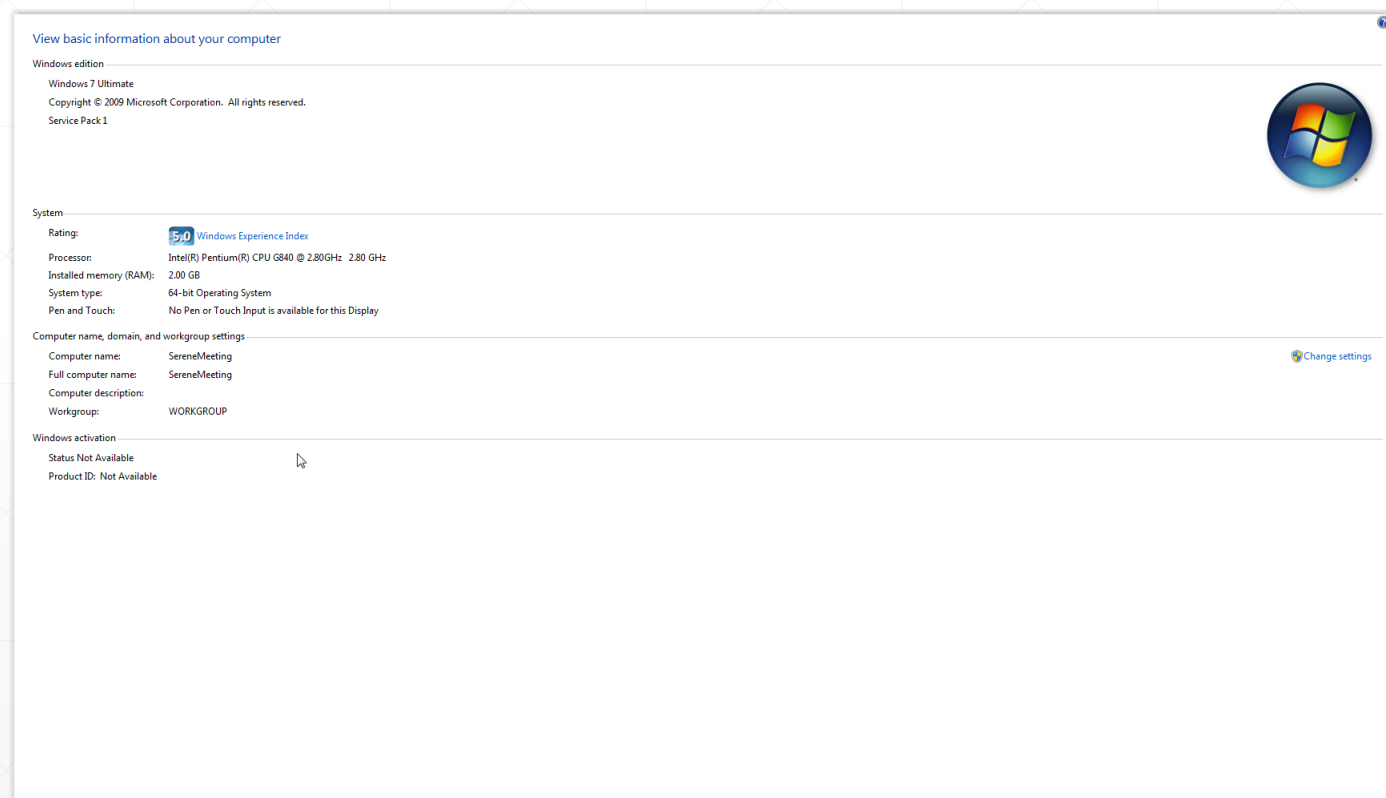 View basic information about your computer
Windows edition
Windows 7 Ultimate
Copyright © 2009 Microsoft Corporation.  All rights reserved.
Service Pack 1
System
Rating: 5,0 Windows Experience Index
Processor: Intel(R) Pentium(R) CPU G840 @ 2.80GHz  2.80 GHz
Installed memory (RAM): 2.00 GB
System type: 64-bit Operating System
Pen and Touch: No Pen or Touch Input is available for this Display
Computer name, domain, and workgroup settings
Computer name: SereneMeeting Change settings
Full computer name: SereneMeeting
Computer description:
Workgroup: WORKGROUP
Windows activation
Status Not Available
Product ID: Not Available